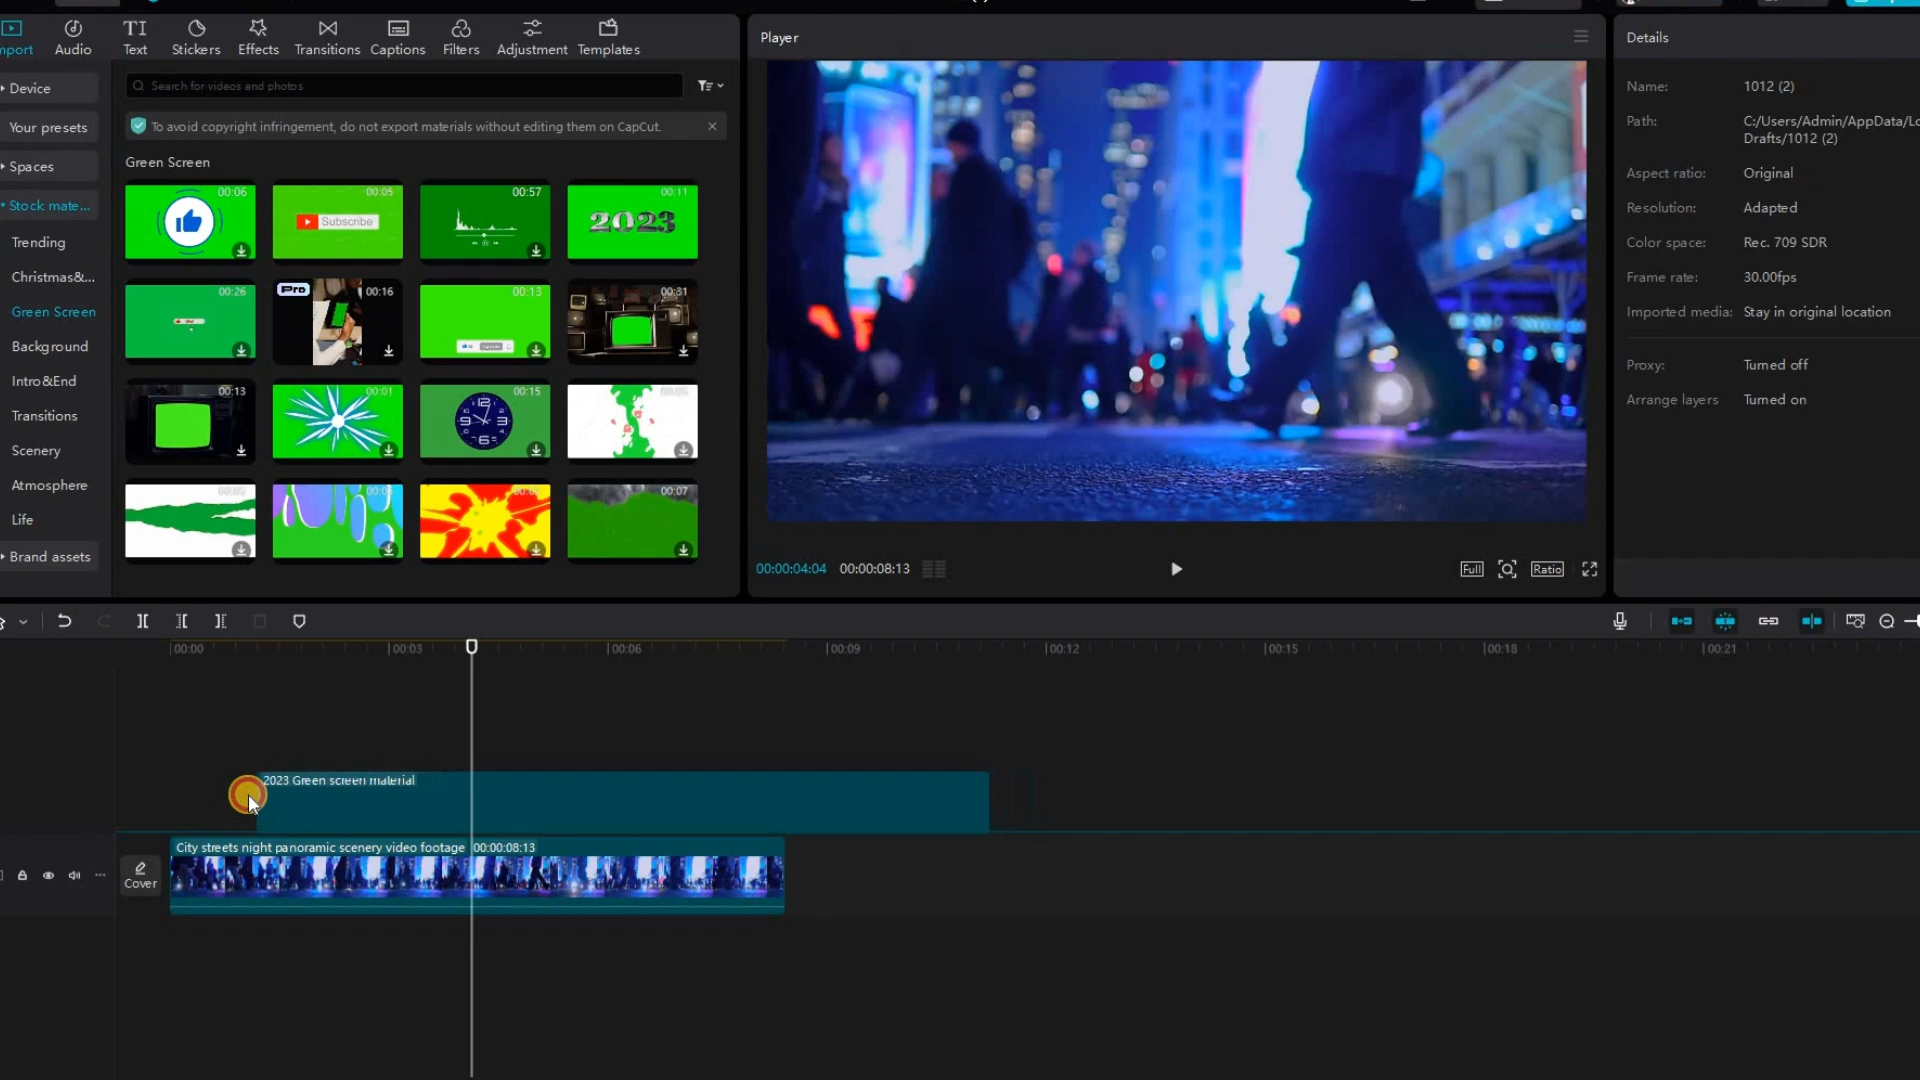 mport
Audio
Text
Stickers
Effects
Transitions
Captions
Filters
Adjustment
Templates
Device
Your presets
Spaces
Stock mate...
Trending
Christmas&...
Green Screen
Background
Intro&End
Transitions
Scenery
Atmosphere
Life
Brand assets
Search for videos and photos
To avoid copyright infringement, do not export materials without editing them on CapCut.
Green Screen
00:06
00:05
Subscribe
00:57
00:11
2023
00:26
Pro
00:16
00:13
00:31
00:13
00:01
00:15
00:07
Player
00:00:04:04
00:00:08:13
Full
Ratio
Details
Name: 1012 (2)
Path: C:/Users/Admin/AppData/Lo
Drafts/1012 (2)
Aspect ratio: Original
Resolution: Adapted
Color space: Rec. 709 SDR
Frame rate: 30.00fps
Imported media: Stay in original location
Proxy: Turned off
Arrange layers Turned on
00:00
00:03
00:06
00:09
00:12
00:15
00:18
00:21
2023 Green screen material
City streets night panoramic scenery video footage 00:00:08:13
Cover